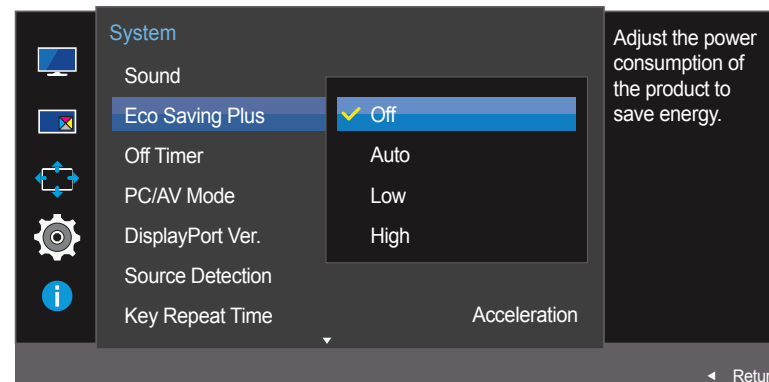 System
Sound
Eco Saving Plus
Off
Auto
Low
High
Off Timer
PC/AV Mode
DisplayPort Ver.
Source Detection
Key Repeat Time
Acceleration
Adjust the power
consumption of
the product to
save energy.
Retur